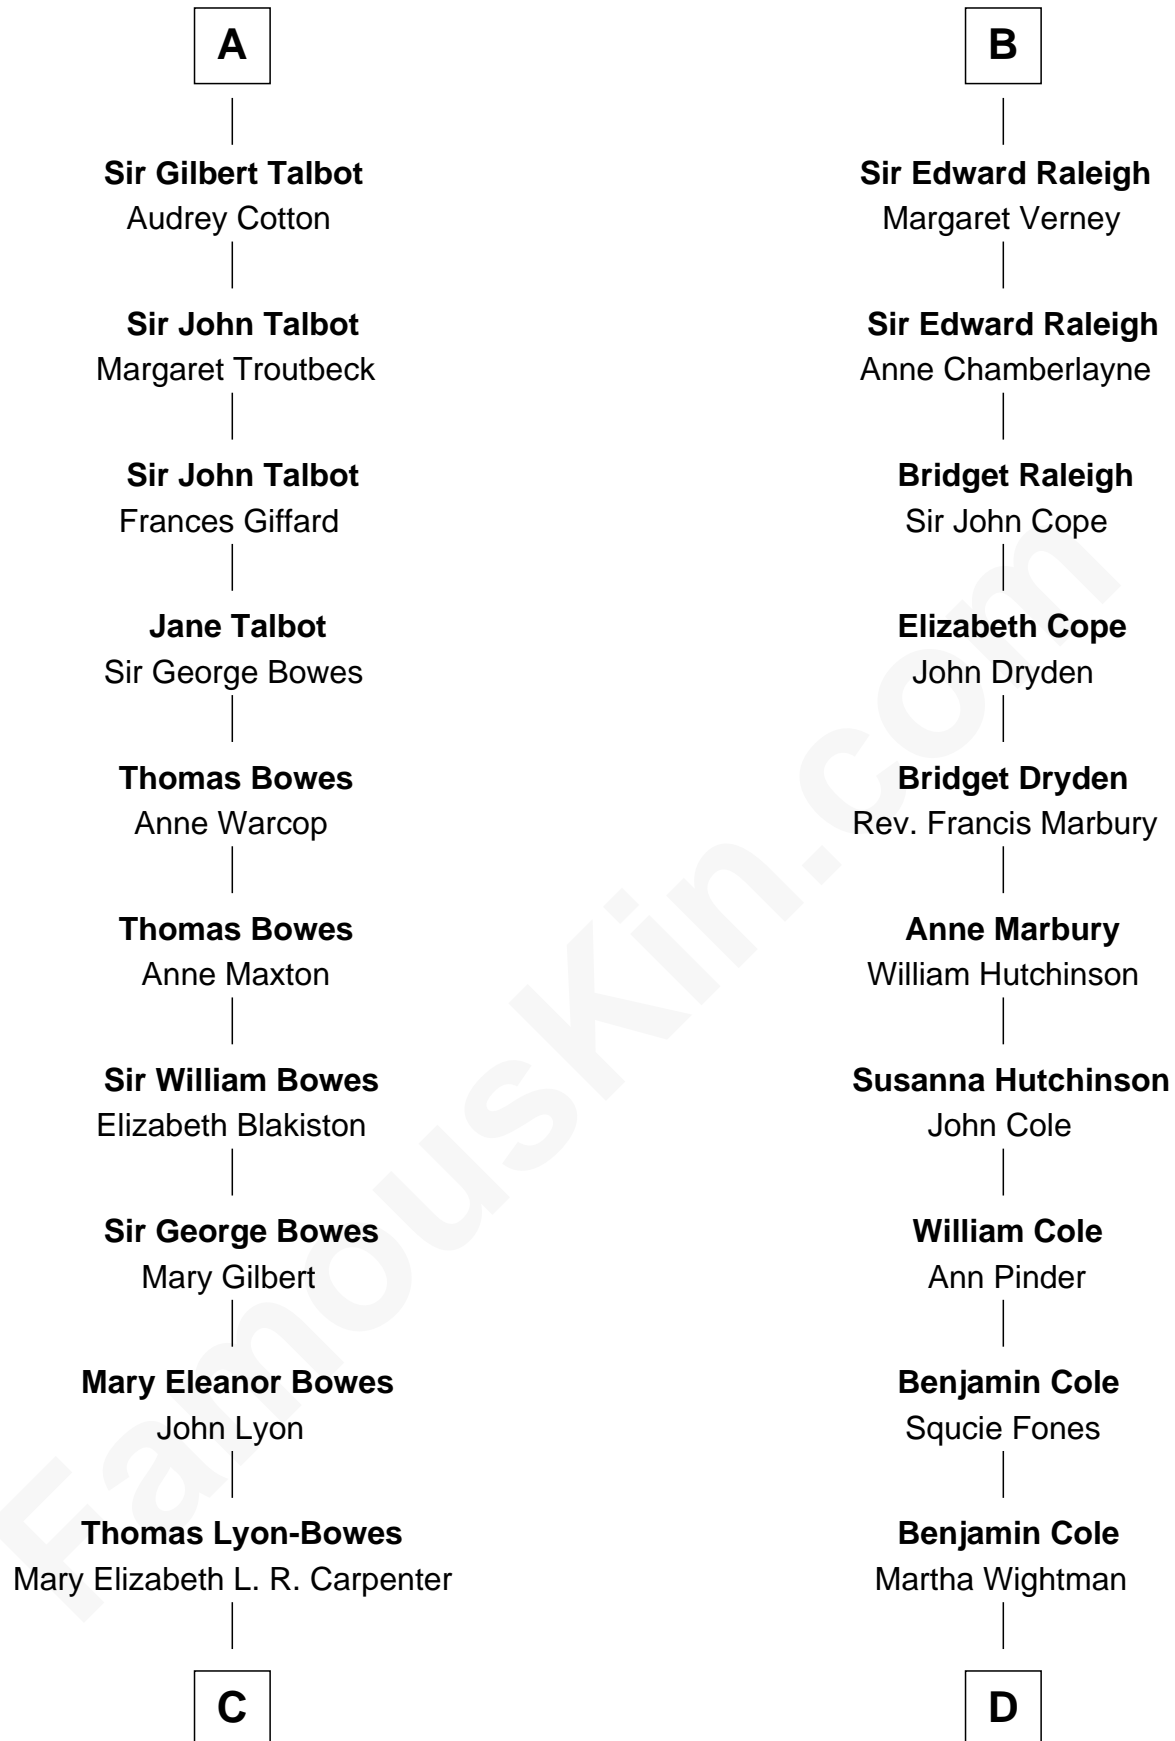 A
Sir Gilbert Talbot
Audrey Cotton
Sir John Talbot
Margaret Troutbeck
Sir John Talbot
Frances Giffard
Jane Talbot
Sir George Bowes
Thomas Bowes
Anne Warcop
Thomas Bowes
Anne Maxton
Sir William Bowes
Elizabeth Blakiston
Sir George Bowes
Mary Gilbert
Mary Eleanor Bowes
John Lyon
Thomas Lyon-Bowes
Mary Elizabeth L. R. Carpenter
C
B
Sir Edward Raleigh
Margaret Verney
Sir Edward Raleigh
Anne Chamberlayne
Bridget Raleigh
Sir John Cope
Elizabeth Cope
John Dryden
Bridget Dryden
Rev. Francis Marbury
Anne Marbury
William Hutchinson
Susanna Hutchinson
John Cole
William Cole
Ann Pinder
Benjamin Cole
Squcie Fones
Benjamin Cole
Martha Wightman
D
FamousKin.com